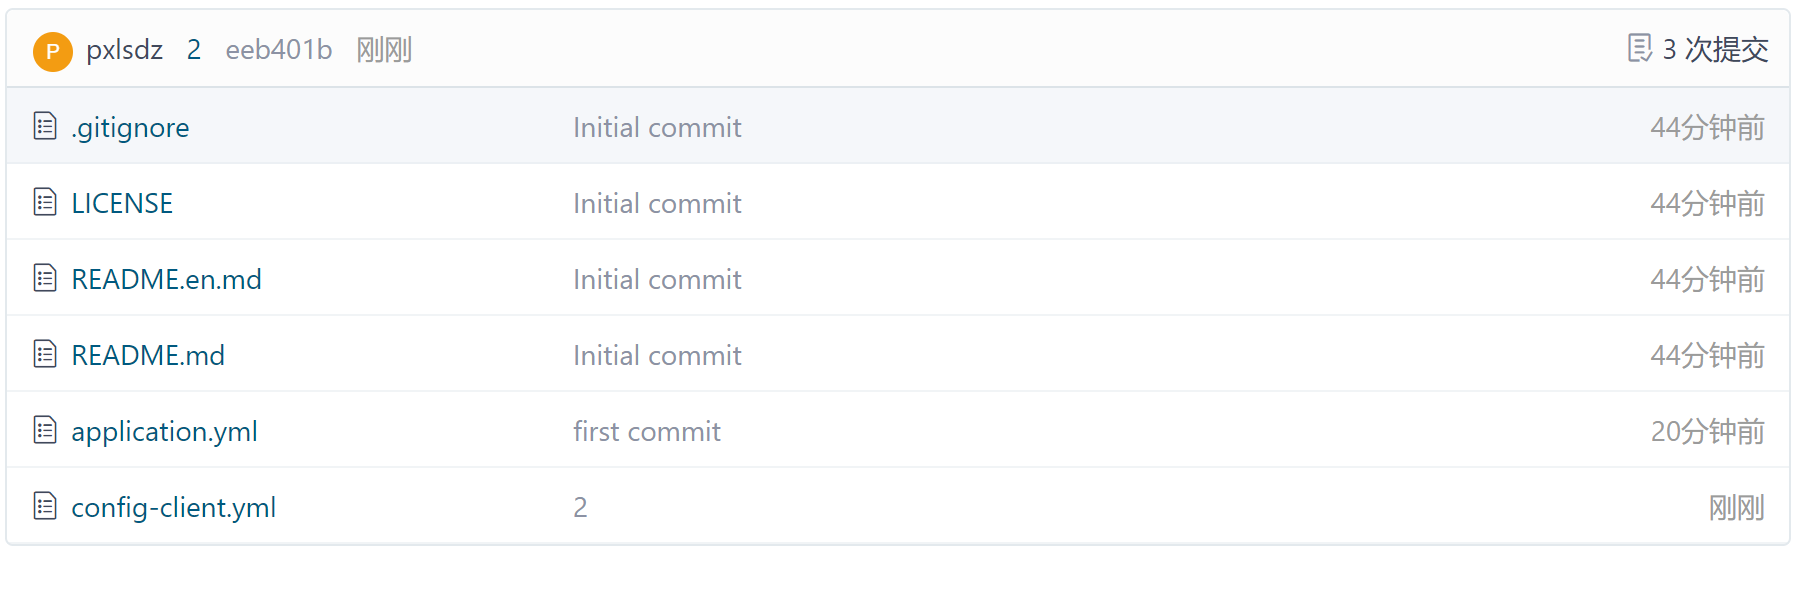 P pxlsdz 2 eeb401b 刚刚 3 次提交
.gitignore Initial commit 44分钟前
LICENSE Initial commit 44分钟前
README.en.md Initial commit 44分钟前
README.md Initial commit 44分钟前
application.yml first commit 20分钟前
config-client.yml 2 刚刚